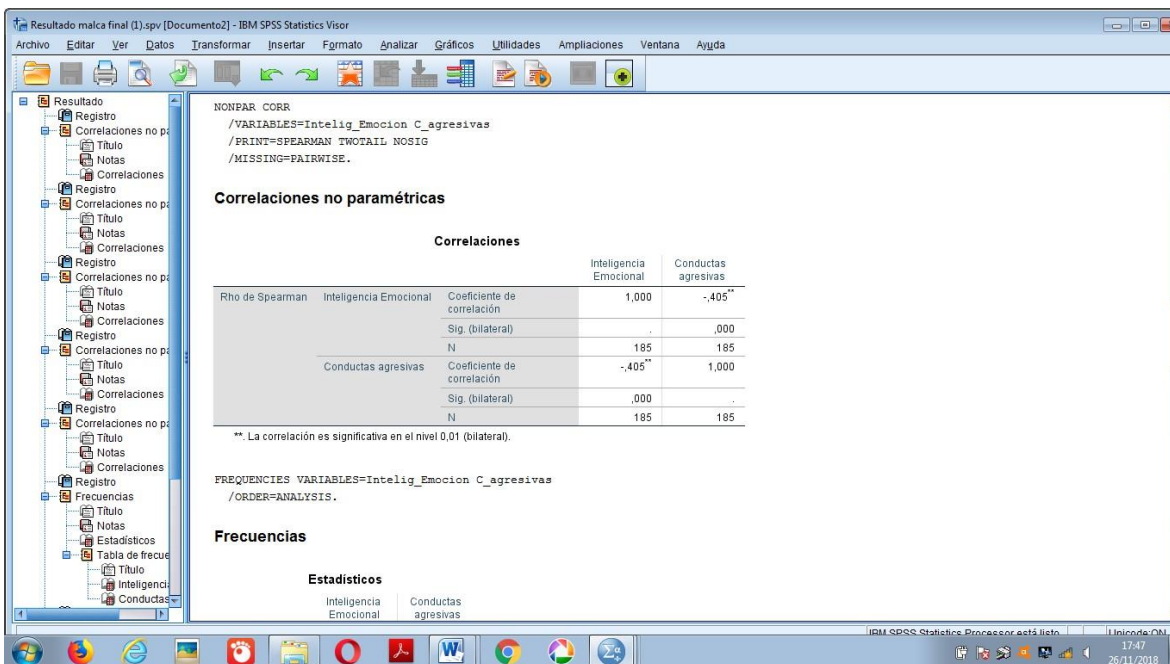 Resultado malca final (1).spv [Documento2] - IBM SPSS Statistics Visor
Archivo Editar Ver Datos Transformar Insertar Formato Analizar Gráficos Utilidades Ampliaciones Ventana Ayuda
Resultado
Registro
Correlaciones no pa
Título
Notas
Correlaciones
Registro
Correlaciones no pa
Título
Notas
Correlaciones
Registro
Correlaciones no pa
Título
Notas
Correlaciones
Registro
Correlaciones no pa
Título
Notas
Correlaciones
Registro
Correlaciones no pa
Título
Notas
Correlaciones
Registro
Frecuencias
Título
Notas
Estadísticos
Tabla de frecue
Título
Inteligenci
Conductas
NONPAR CORR
/VARIABLES=Intelig_Emocion C_agresivas
/PRINT=SPEARMAN TWOTAIL NOSIG
/MISSING=PAIRWISE.
Correlaciones no paramétricas
Correlaciones
Inteligencia Emocional Conductas agresivas
Rho de Spearman Inteligencia Emocional Coeficiente de correlación 1,000 -,405**
Sig. (bilateral) . ,000
N 185 185
Conductas agresivas Coeficiente de correlación -,405** 1,000
Sig. (bilateral) ,000 .
N 185 185
**. La correlación es significativa en el nivel 0,01 (bilateral).
FREQUENCIES VARIABLES=Intelig_Emocion C_agresivas
/ORDER=ANALYSIS.
Frecuencias
Estadísticos
Inteligencia Emocional Conductas agresivas
IBM SPSS Statistics Processor está listo Unicode:ON
17:47
26/11/2018